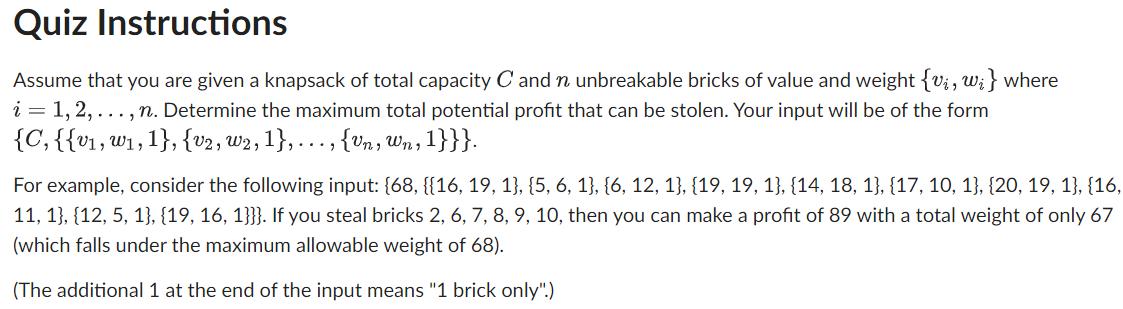 Quiz Instructions
Assume that you are given a knapsack of total capacity C and n unbreakable bricks of value and weight {v_i, w_i} where
i = 1, 2, . . . , n. Determine the maximum total potential profit that can be stolen. Your input will be of the form
{C, {{v_1, w_1, 1}, {v_2, w_2, 1}, . . . , {v_n, w_n, 1}}}.
For example, consider the following input: {68, {{16, 19, 1}, {5, 6, 1}, {6, 12, 1}, {19, 19, 1}, {14, 18, 1}, {17, 10, 1}, {20, 19, 1}, {16,
11, 1}, {12, 5, 1}, {19, 16, 1}}}. If you steal bricks 2, 6, 7, 8, 9, 10, then you can make a profit of 89 with a total weight of only 67
(which falls under the maximum allowable weight of 68).
(The additional 1 at the end of the input means "1 brick only".)